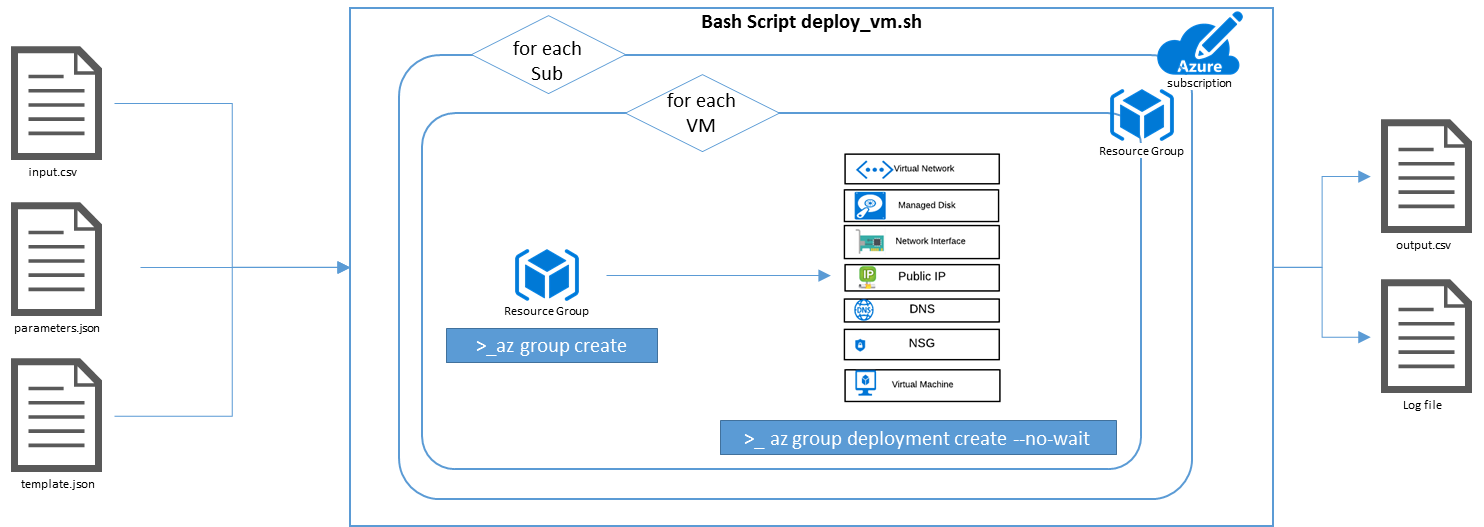 Bash Script deploy_vm.sh
for each
Sub
Azure
subscription
for each
VM
Resource Group
input.csv
parameters.json
template.json
Resource Group
>_az group create
Virtual Network
Managed Disk
Network Interface
IP
Public IP
DNS
DNS
NSG
Virtual Machine
>_ az group deployment create --no-wait
output.csv
Log file